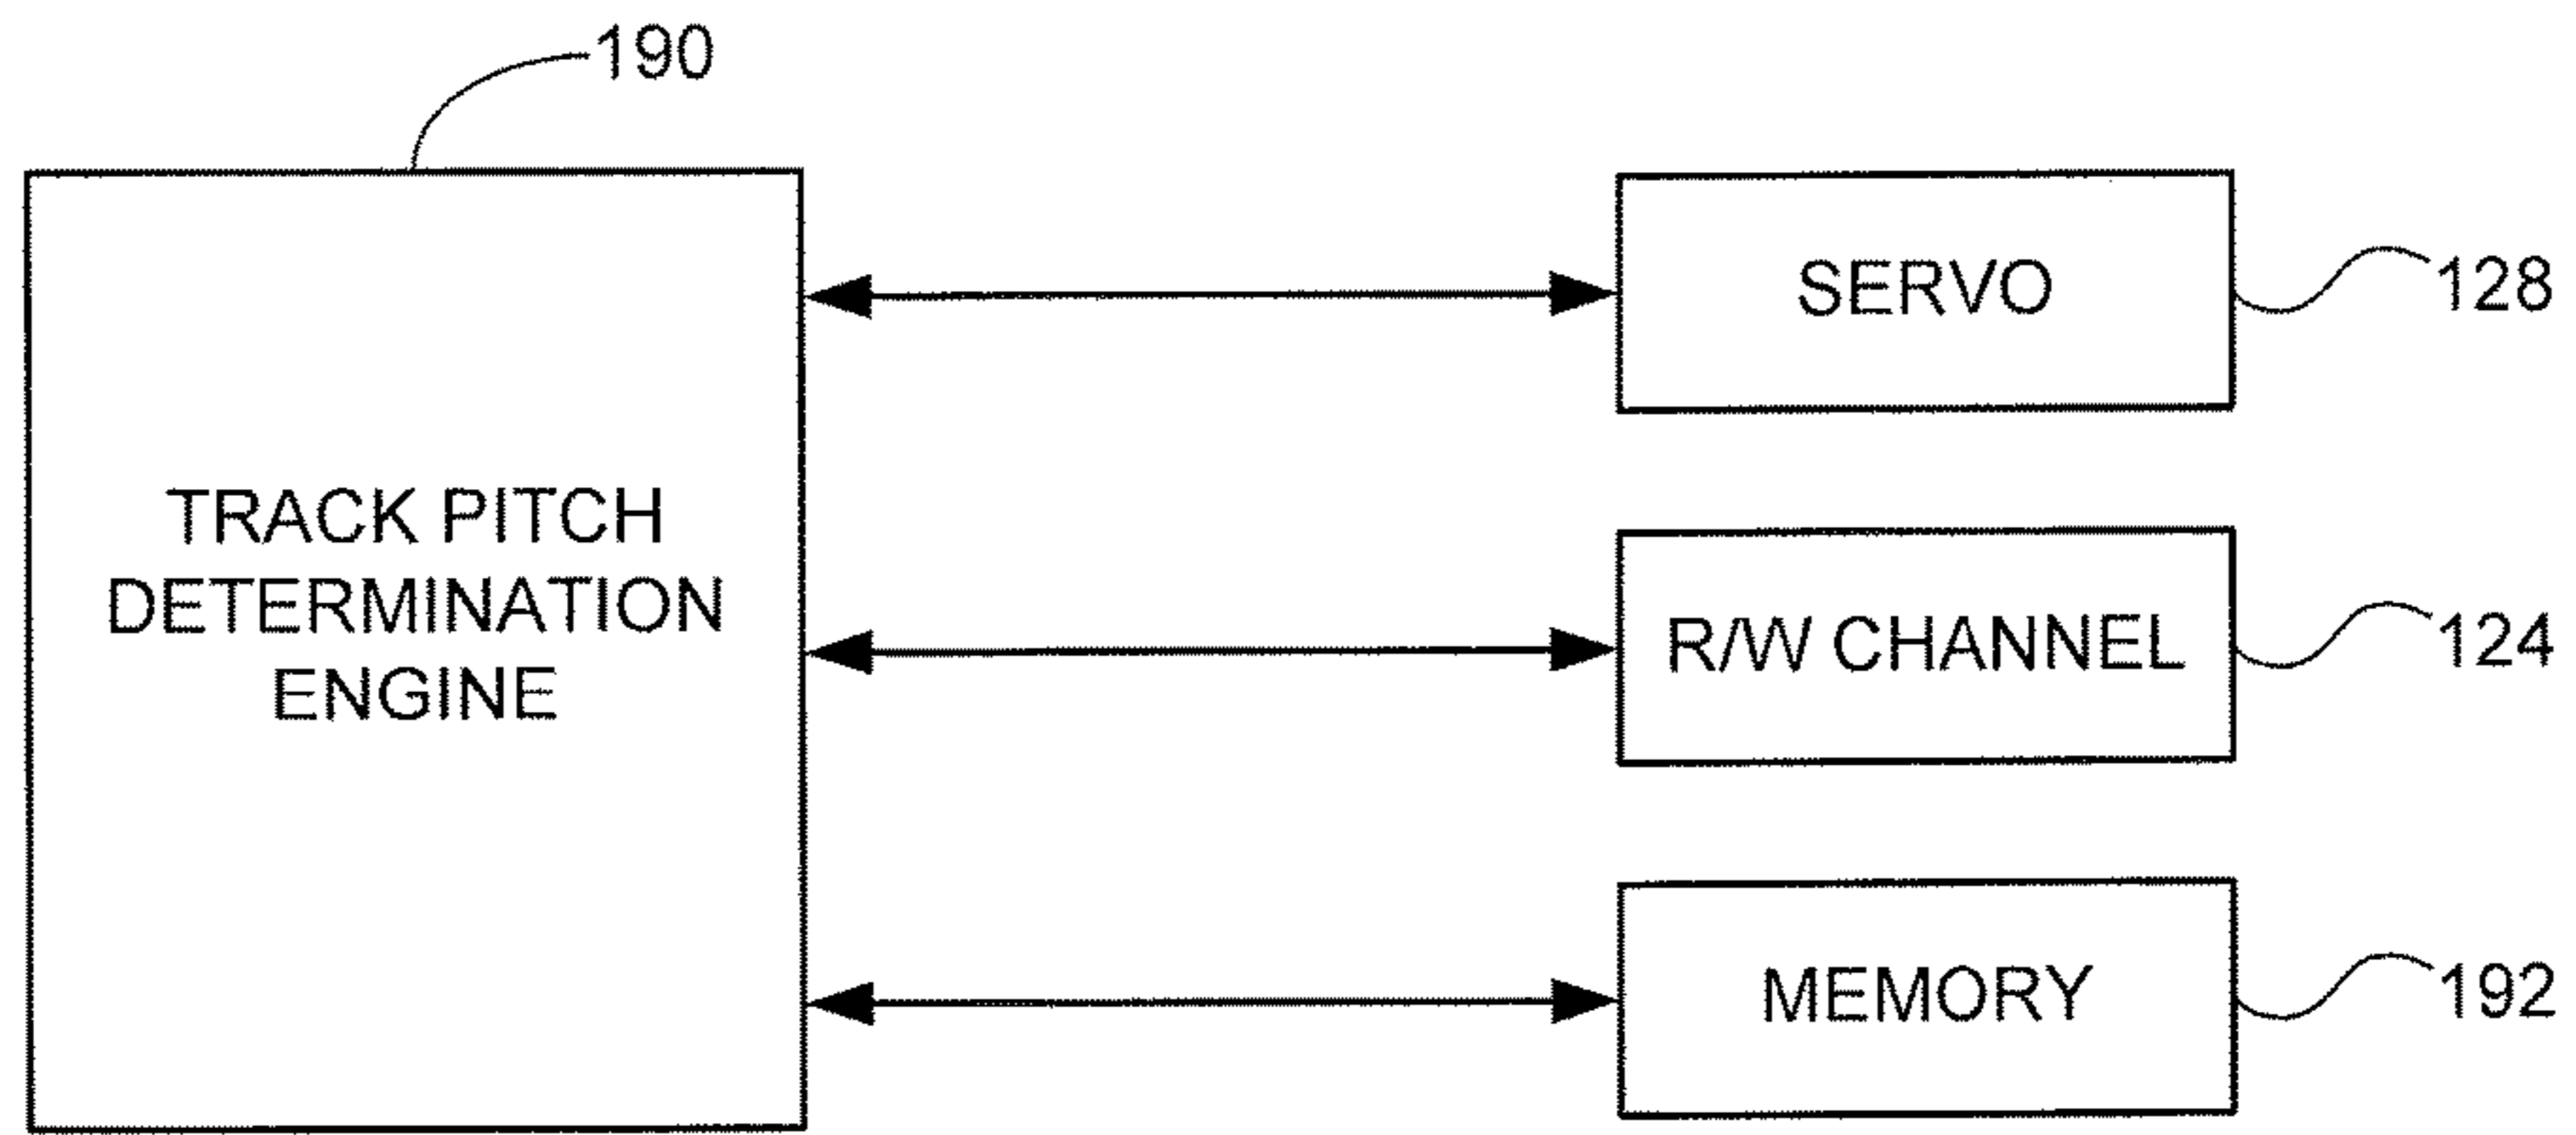 190
SERVO
128
TRACK PITCH
DETERMINATION
ENGINE
R/W CHANNEL
124
MEMORY
192